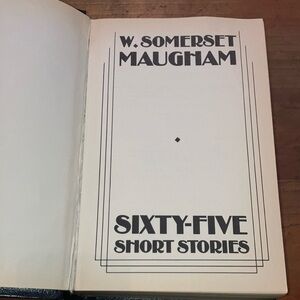 W. SOMERSET
MAUGHAM
SIXTY-FIVE
SHORT STORIES